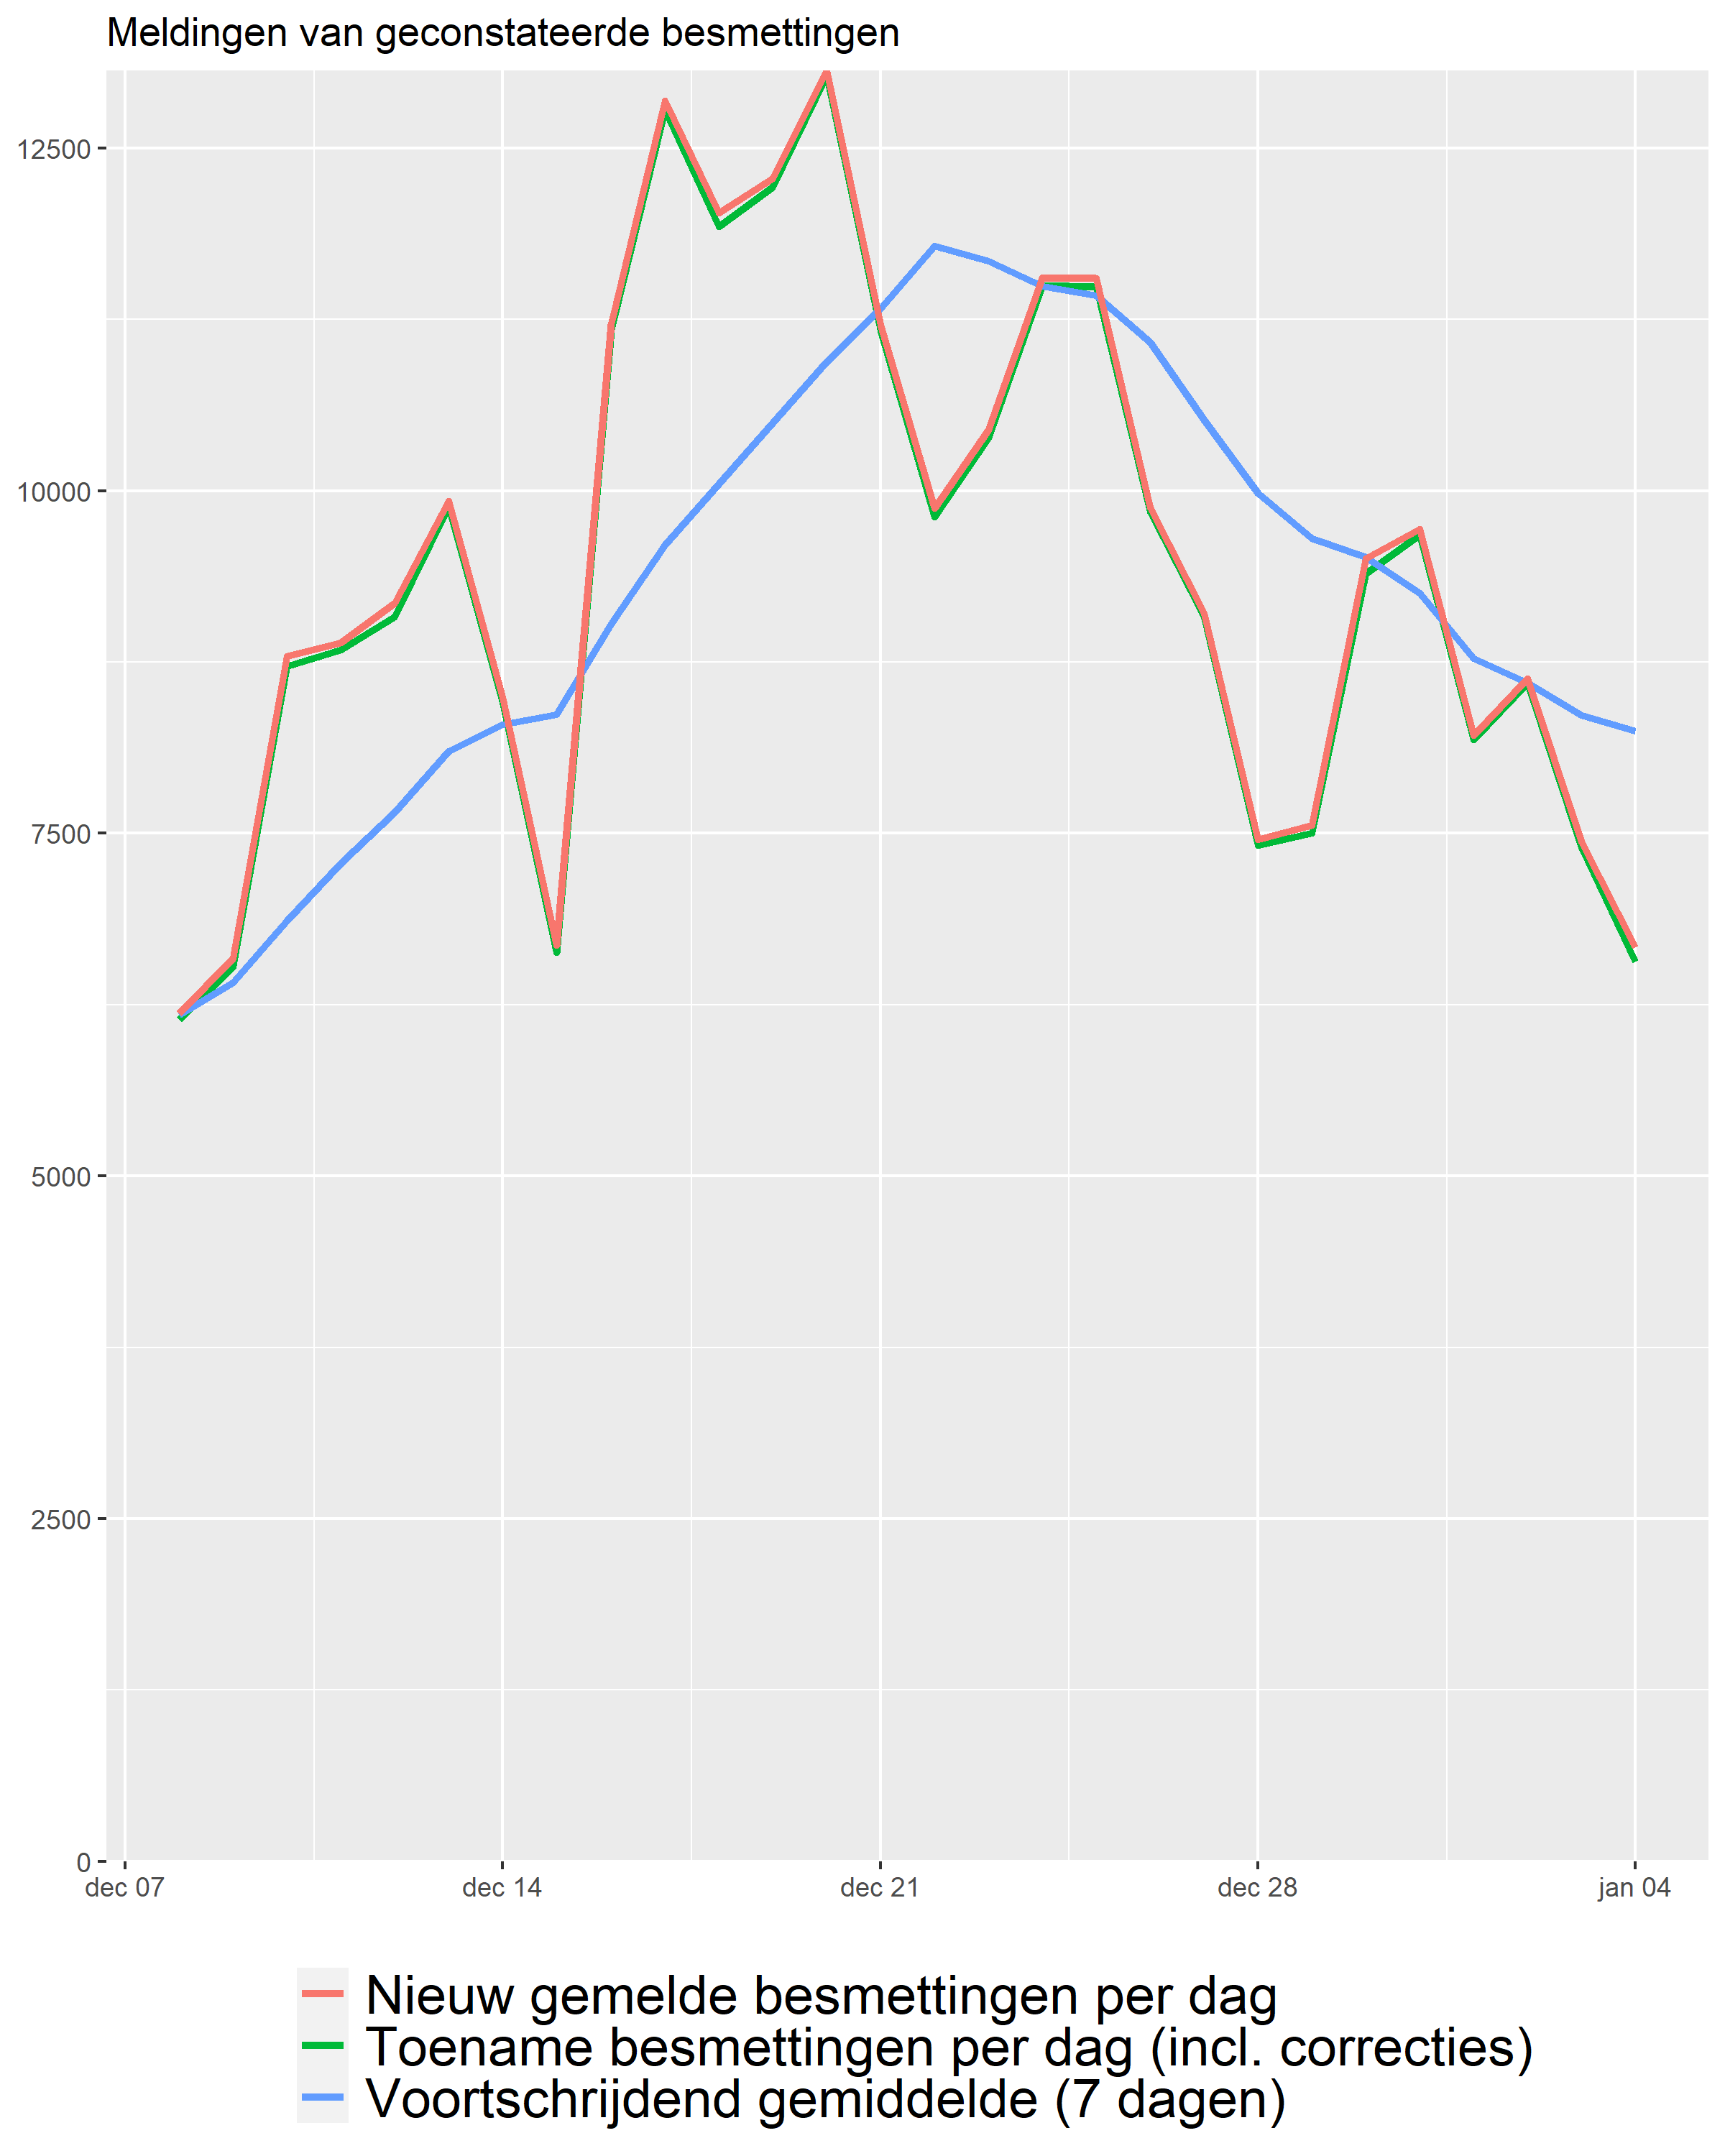 Meldingen van geconstateerde besmettingen
12500
10000
7500
5000
2500
0
dec 07 dec 14 dec 21 dec 28 jan 04
Nieuw gemelde besmettingen per dag
Toename besmettingen per dag (incl. correcties)
Voortschrijdend gemiddelde (7 dagen)